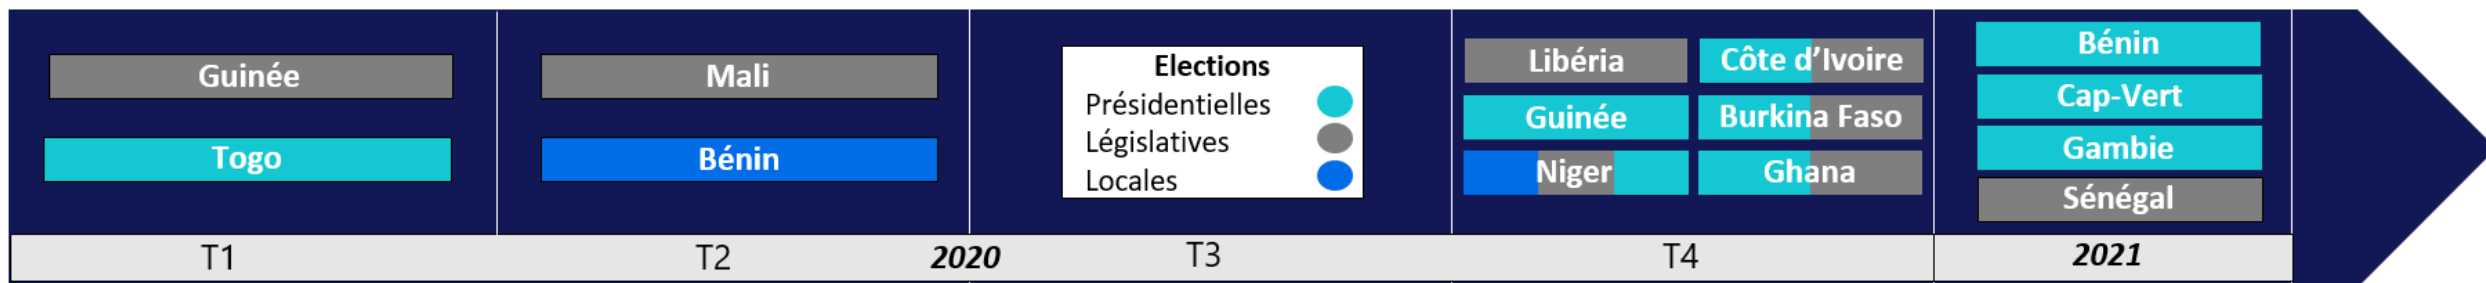 Guinée
Togo
Mali
Bénin
Elections
Présidentielles
Législatives
Locales
Libéria
Côte d'Ivoire
Guinée
Burkina Faso
Niger
Ghana
Bénin
Cap-Vert
Gambie
Sénégal
T1
T2
2020
T3
T4
2021